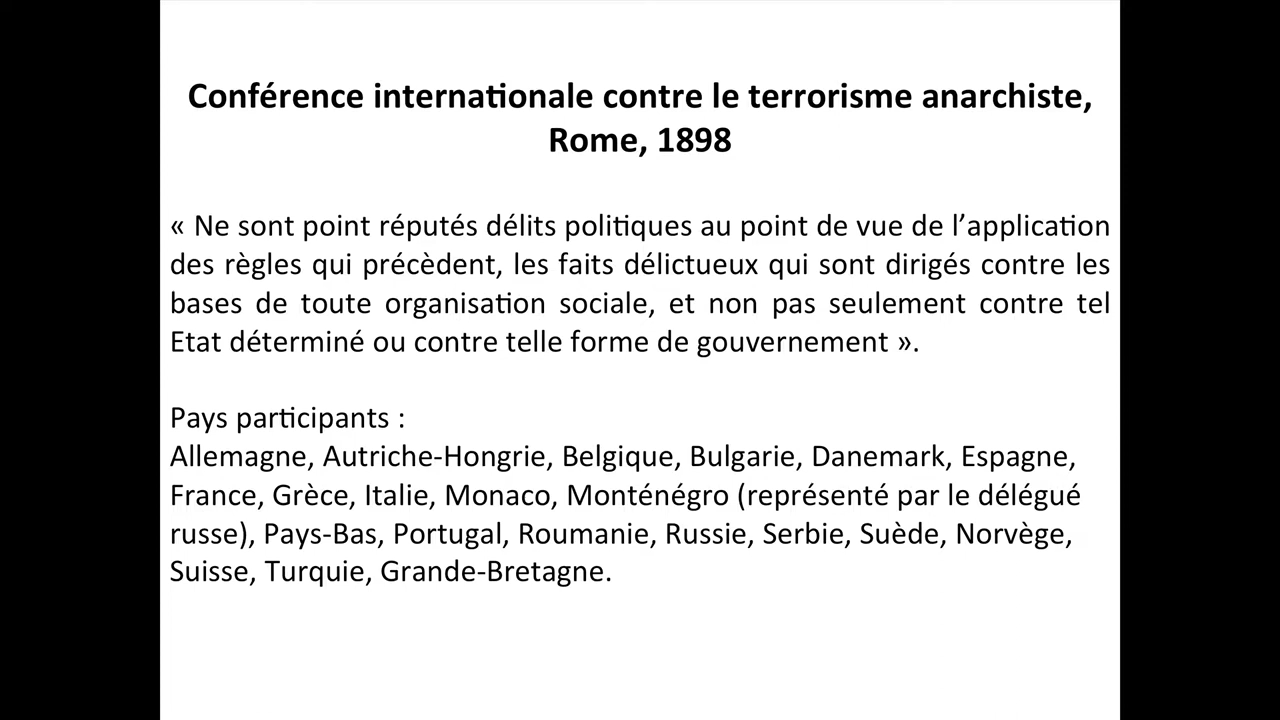 Conférence internationale contre le terrorisme anarchiste,
Rome, 1898
« Ne sont point réputés délits politiques au point de vue de l’application
des règles qui précèdent, les faits délictueux qui sont dirigés contre les
bases de toute organisation sociale, et non pas seulement contre tel
Etat déterminé ou contre telle forme de gouvernement ».
Pays participants :
Allemagne, Autriche-Hongrie, Belgique, Bulgarie, Danemark, Espagne,
France, Grèce, Italie, Monaco, Monténégro (représenté par le délégué
russe), Pays-Bas, Portugal, Roumanie, Russie, Serbie, Suède, Norvège,
Suisse, Turquie, Grande-Bretagne.